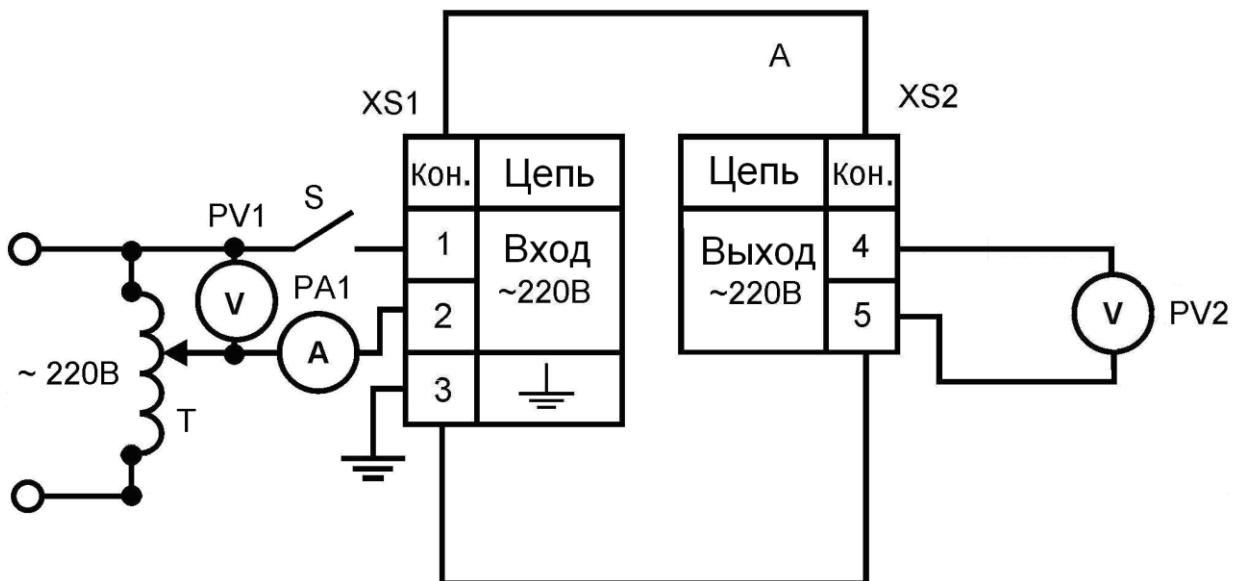 А
XS1
XS2
Кон. Цепь
Цепь Кон.
S
PV1
1
Вход
~220В
Выход
~220В
4
V
PA1
2
5
V
PV2
А
~ 220В
3
T